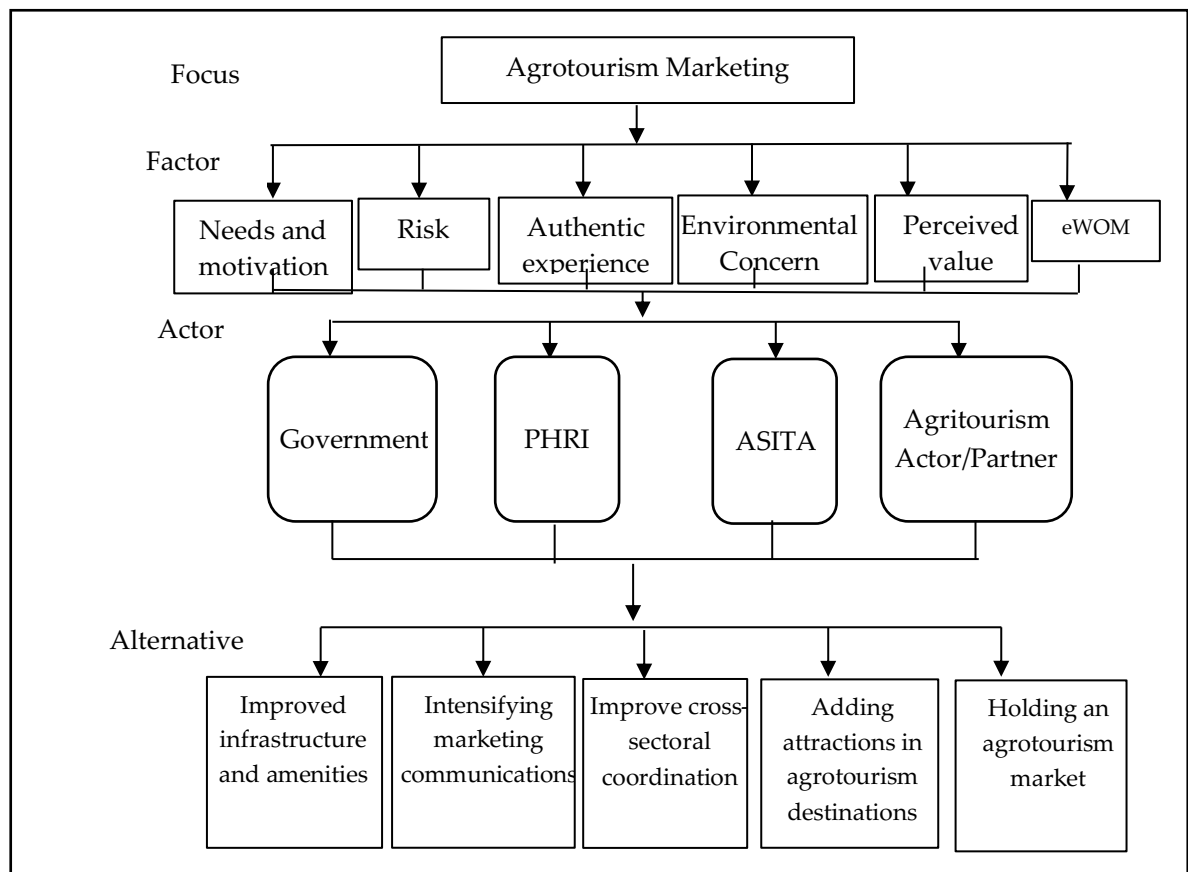 Focus
Agrotourism Marketing
Factor
Needs and
motivation
Risk
Authentic
experience
Environmental
Concern
Perceived
value
eWOM
Actor
Government
PHRI
ASITA
Agritourism
Actor/Partner
Alternative
Improved
infrastructure
and amenities
Intensifying
marketing
communications
Improve cross-
sectoral
coordination
Adding
attractions in
agrotourism
destinations
Holding an
agrotourism
market